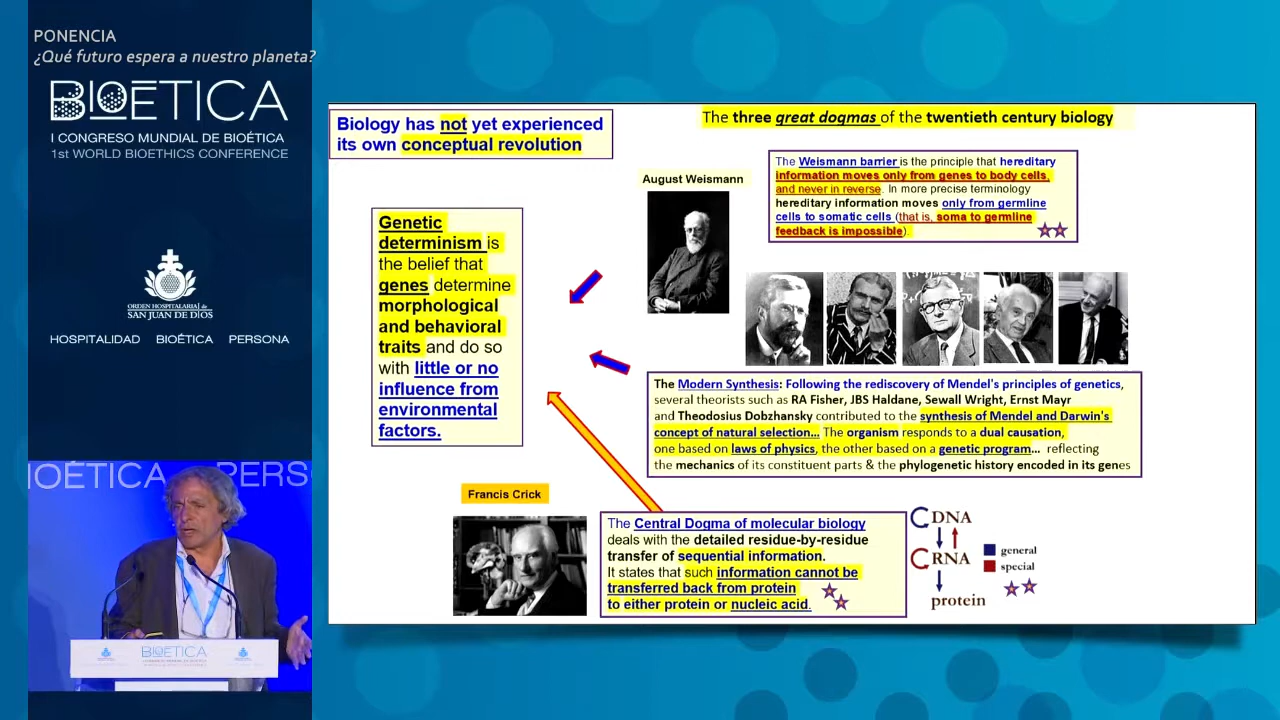 PONENCIA
¿Qué futuro espera a nuestro planeta?
BIOÉTICA
I CONGRESO MUNDIAL DE BIOÉTICA
1st WORLD BIOETHICS CONFERENCE
ORDEN HOSPITALARIA de
SAN JUAN DE DIOS
HOSPITALIDAD BIOÉTICA PERSONA
IOÉTICA PERS
BIOÉTICA
Biology has not yet experienced
its own conceptual revolution
The three great dogmas of the twentieth century biology
August Weismann
The Weismann barrier is the principle that hereditary
information moves only from genes to body cells,
and never in reverse. In more precise terminology
hereditary information moves only from germline
cells to somatic cells (that is, soma to germline
feedback is impossible).
Genetic
determinism is
the belief that
genes determine
morphological
and behavioral
traits and do so
with little or no
influence from
environmental
factors.
The Modern Synthesis: Following the rediscovery of Mendel's principles of genetics,
several theorists such as RA Fisher, JBS Haldane, Sewall Wright, Ernst Mayr
and Theodosius Dobzhansky contributed to the synthesis of Mendel and Darwin's
concept of natural selection... The organism responds to a dual causation,
one based on laws of physics, the other based on a genetic program... reflecting
the mechanics of its constituent parts & the phylogenetic history encoded in its genes
Francis Crick
The Central Dogma of molecular biology
deals with the detailed residue-by-residue
transfer of sequential information.
It states that such information cannot be
transferred back from protein
to either protein or nucleic acid.
DNA
RNA
protein
general
special